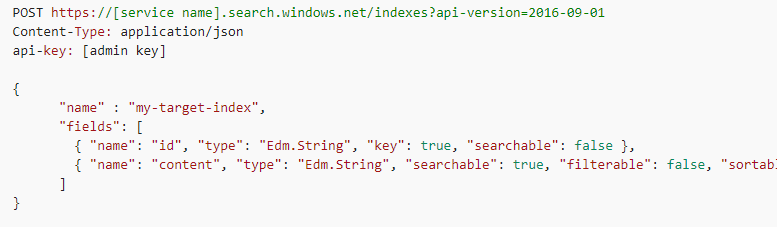 POST https://[service name].search.windows.net/indexes?api-version=2016-09-01
Content-Type: application/json
api-key: [admin key]
{
"name" : "my-target-index",
"fields": [
{ "name": "id", "type": "Edm.String", "key": true, "searchable": false },
{ "name": "content", "type": "Edm.String", "searchable": true, "filterable": false, "sortabl
]
}